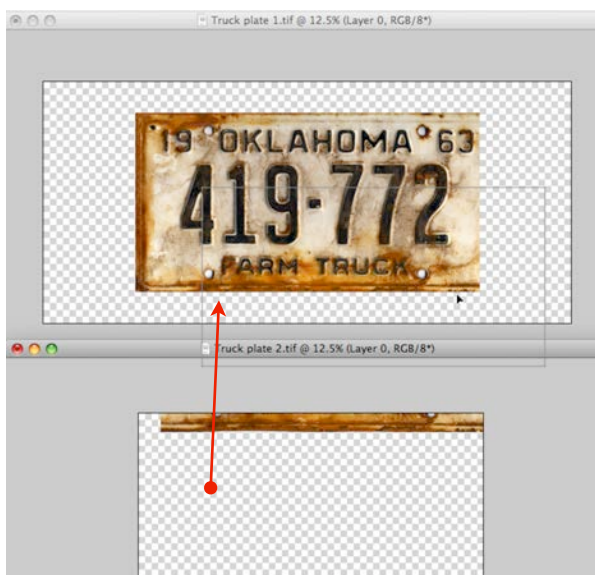 Truck plate 1.tif @ 12.5% (Layer 0, RGB/8*)
19 OKLAHOMA 63
419-772
FARM TRUCK
Truck plate 2.tif @ 12.5% (Layer 0, RGB/8*)